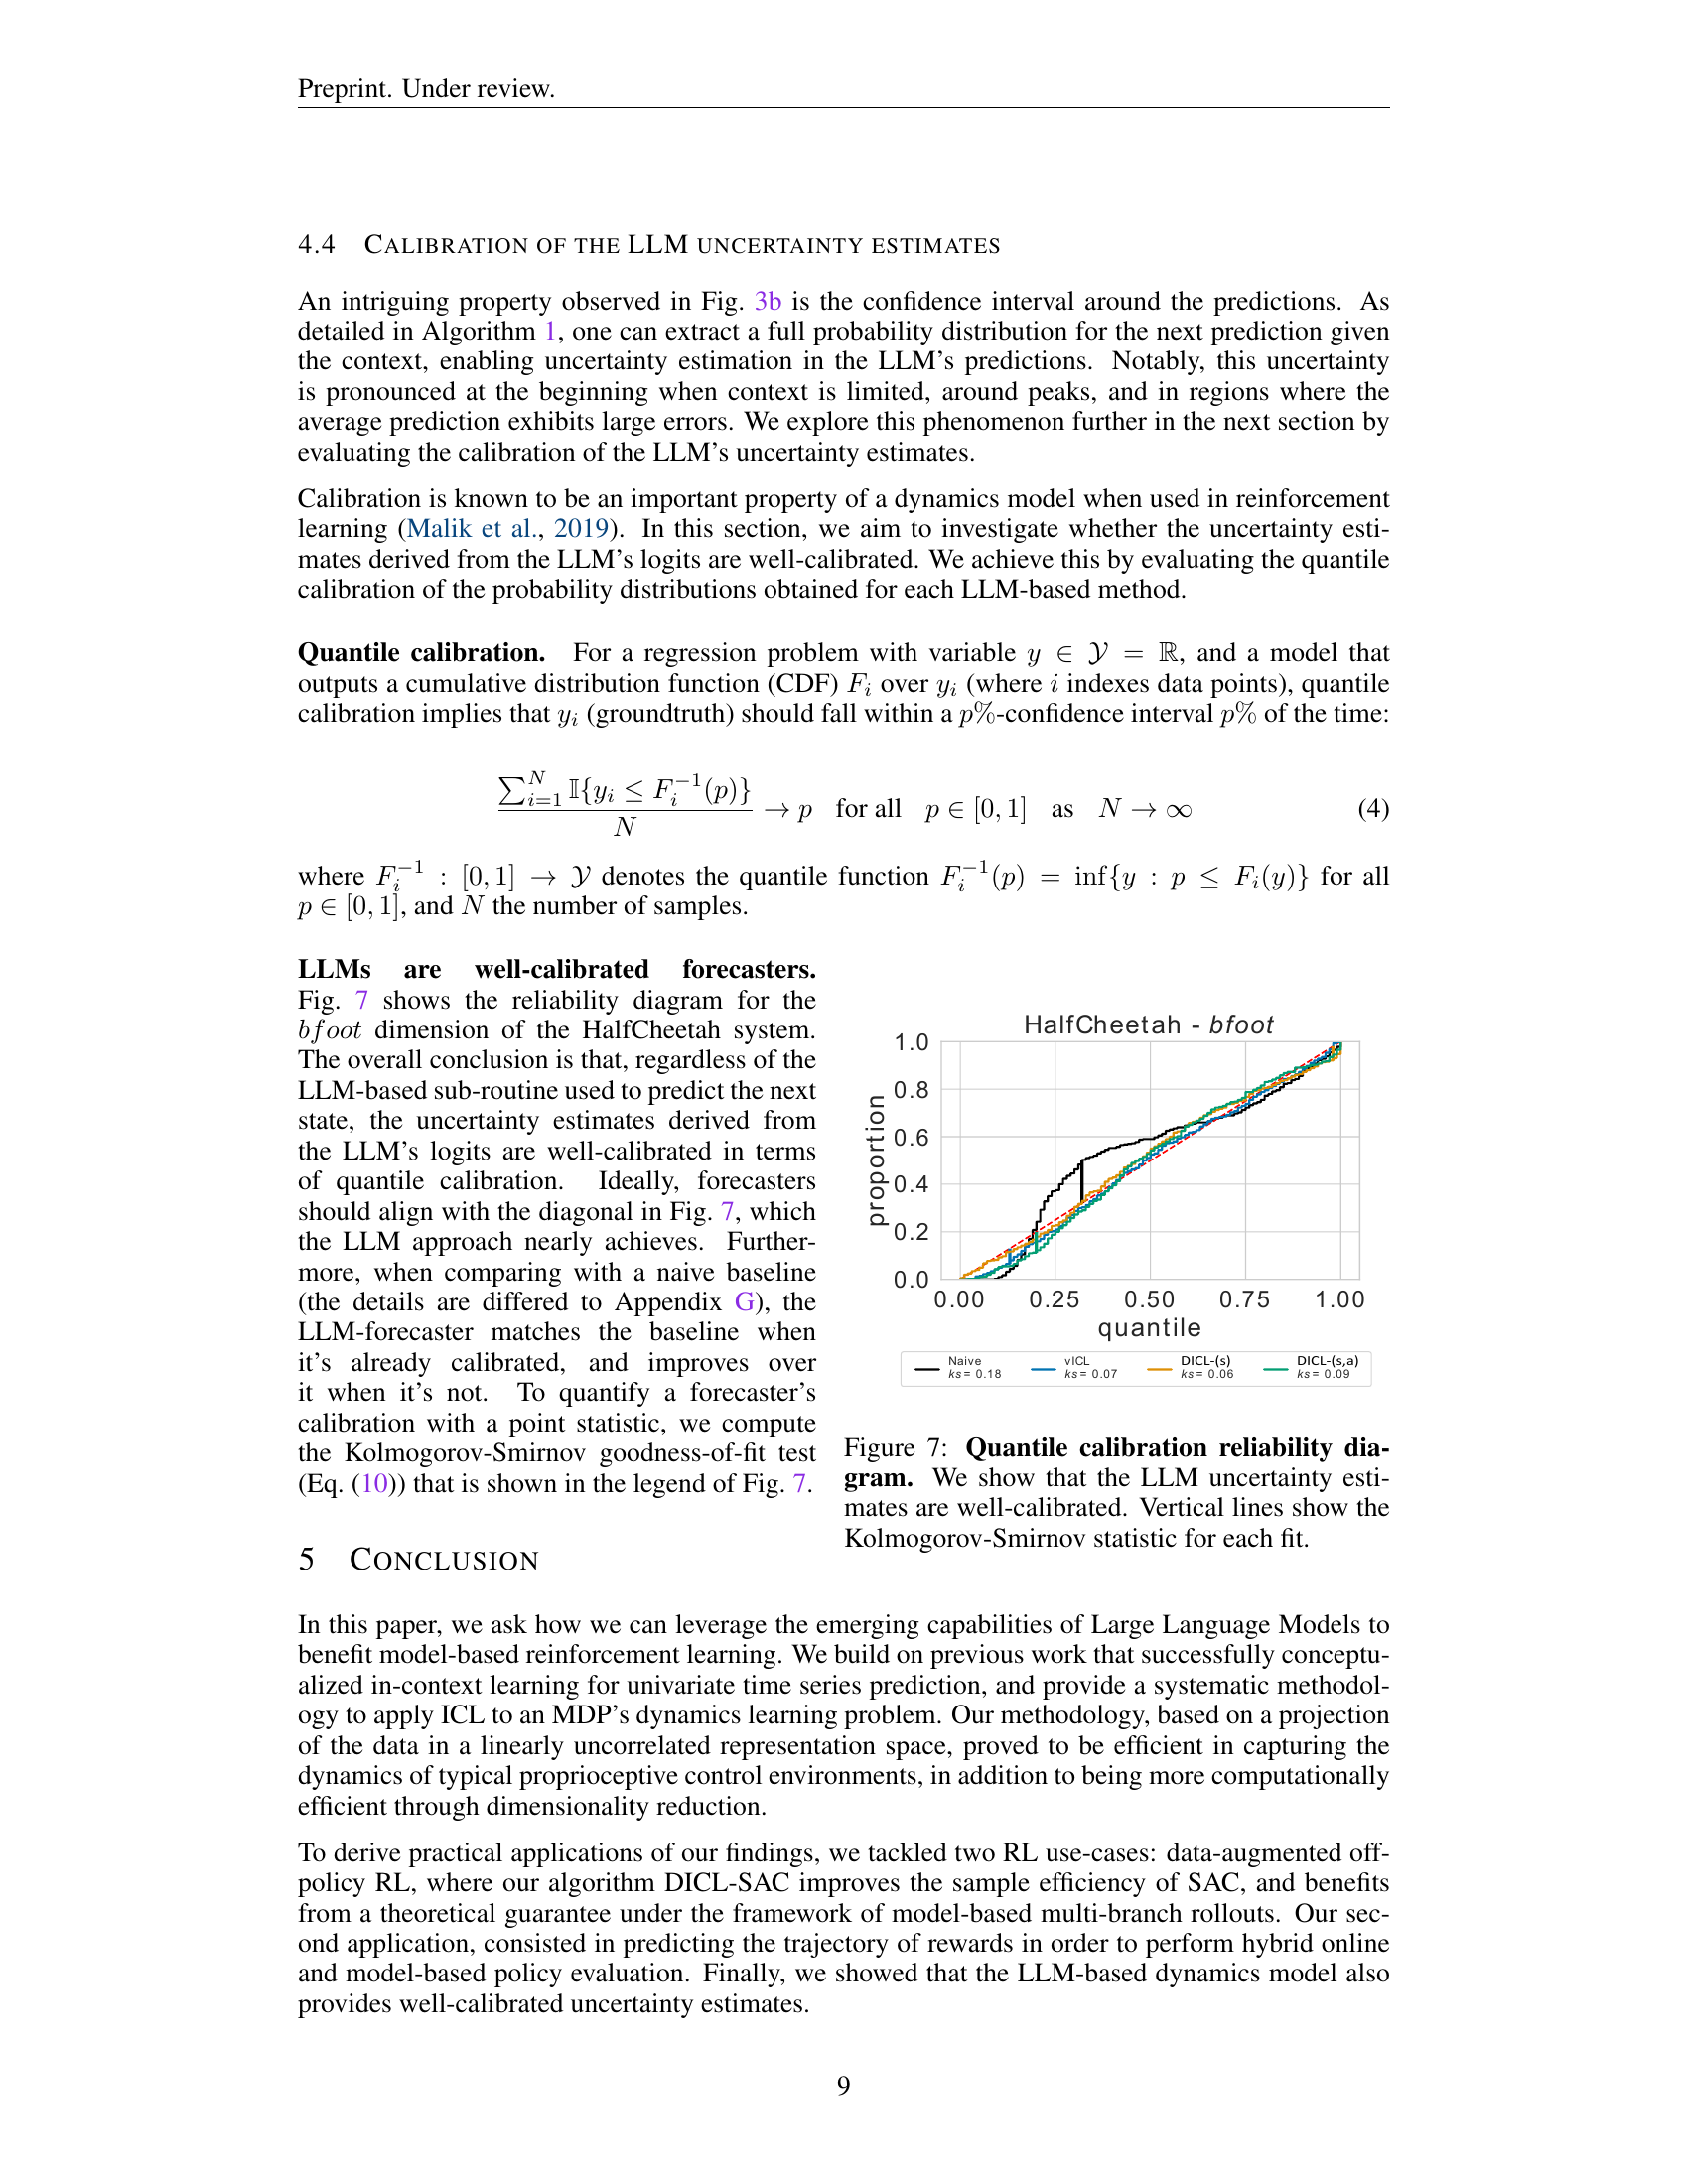 Preprint. Under review.
4.4 CALIBRATION OF THE LLM UNCERTAINTY ESTIMATES
An intriguing property observed in Fig. 3b is the confidence interval around the predictions. As
detailed in Algorithm 1, one can extract a full probability distribution for the next prediction given
the context, enabling uncertainty estimation in the LLM's predictions. Notably, this uncertainty
is pronounced at the beginning when context is limited, around peaks, and in regions where the
average prediction exhibits large errors. We explore this phenomenon further in the next section by
evaluating the calibration of the LLM's uncertainty estimates.
Calibration is known to be an important property of a dynamics model when used in reinforcement
learning (Malik et al., 2019). In this section, we aim to investigate whether the uncertainty esti-
mates derived from the LLM's logits are well-calibrated. We achieve this by evaluating the quantile
calibration of the probability distributions obtained for each LLM-based method.
Quantile calibration. For a regression problem with variable y ∈ 𝒴 = ℝ, and a model that
outputs a cumulative distribution function (CDF) F_i over y_i (where i indexes data points), quantile
calibration implies that y_i (groundtruth) should fall within a p%-confidence interval p% of the time:
\frac{\sum_{i=1}^{N} 𝕀{y_i ≤ F_i^{-1}(p)}}{N} → p for all p ∈ [0, 1] as N → ∞ (4)
where F_i^{-1} : [0, 1] → 𝒴 denotes the quantile function F_i^{-1}(p) = inf{y : p ≤ F_i(y)} for all
p ∈ [0, 1], and N the number of samples.
LLMs are well-calibrated forecasters.
Fig. 7 shows the reliability diagram for the
bfoot dimension of the HalfCheetah system.
The overall conclusion is that, regardless of the
LLM-based sub-routine used to predict the next
state, the uncertainty estimates derived from
the LLM's logits are well-calibrated in terms
of quantile calibration. Ideally, forecasters
should align with the diagonal in Fig. 7, which
the LLM approach nearly achieves. Further-
more, when comparing with a naive baseline
(the details are differed to Appendix G), the
LLM-forecaster matches the baseline when
it's already calibrated, and improves over
it when it's not. To quantify a forecaster's
calibration with a point statistic, we compute
the Kolmogorov-Smirnov goodness-of-fit test
(Eq. (10)) that is shown in the legend of Fig. 7.
HalfCheetah - bfoot
1.0
0.8
0.6
0.4
0.2
0.0
proportion
0.00 0.25 0.50 0.75 1.00
quantile
Naive vICL DICL-(s) DICL-(s,a)
ks = 0.18 ks = 0.07 ks = 0.06 ks = 0.09
Figure 7: Quantile calibration reliability dia-
gram. We show that the LLM uncertainty esti-
mates are well-calibrated. Vertical lines show the
Kolmogorov-Smirnov statistic for each fit.
5 CONCLUSION
In this paper, we ask how we can leverage the emerging capabilities of Large Language Models to
benefit model-based reinforcement learning. We build on previous work that successfully conceptu-
alized in-context learning for univariate time series prediction, and provide a systematic methodol-
ogy to apply ICL to an MDP's dynamics learning problem. Our methodology, based on a projection
of the data in a linearly uncorrelated representation space, proved to be efficient in capturing the
dynamics of typical proprioceptive control environments, in addition to being more computationally
efficient through dimensionality reduction.
To derive practical applications of our findings, we tackled two RL use-cases: data-augmented off-
policy RL, where our algorithm DICL-SAC improves the sample efficiency of SAC, and benefits
from a theoretical guarantee under the framework of model-based multi-branch rollouts. Our sec-
ond application, consisted in predicting the trajectory of rewards in order to perform hybrid online
and model-based policy evaluation. Finally, we showed that the LLM-based dynamics model also
provides well-calibrated uncertainty estimates.
9